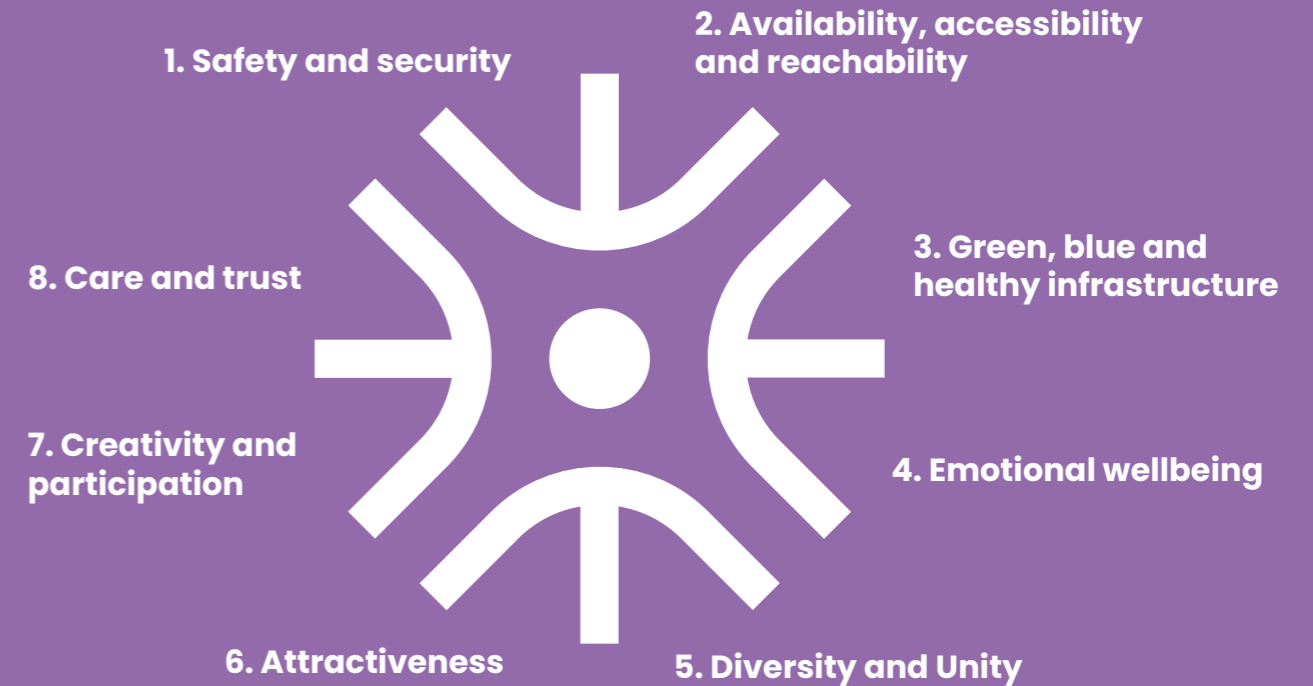 1. Safety and security
2. Availability, accessibility
and reachability
3. Green, blue and
healthy infrastructure
4. Emotional wellbeing
5. Diversity and Unity
6. Attractiveness
7. Creativity and
participation
8. Care and trust